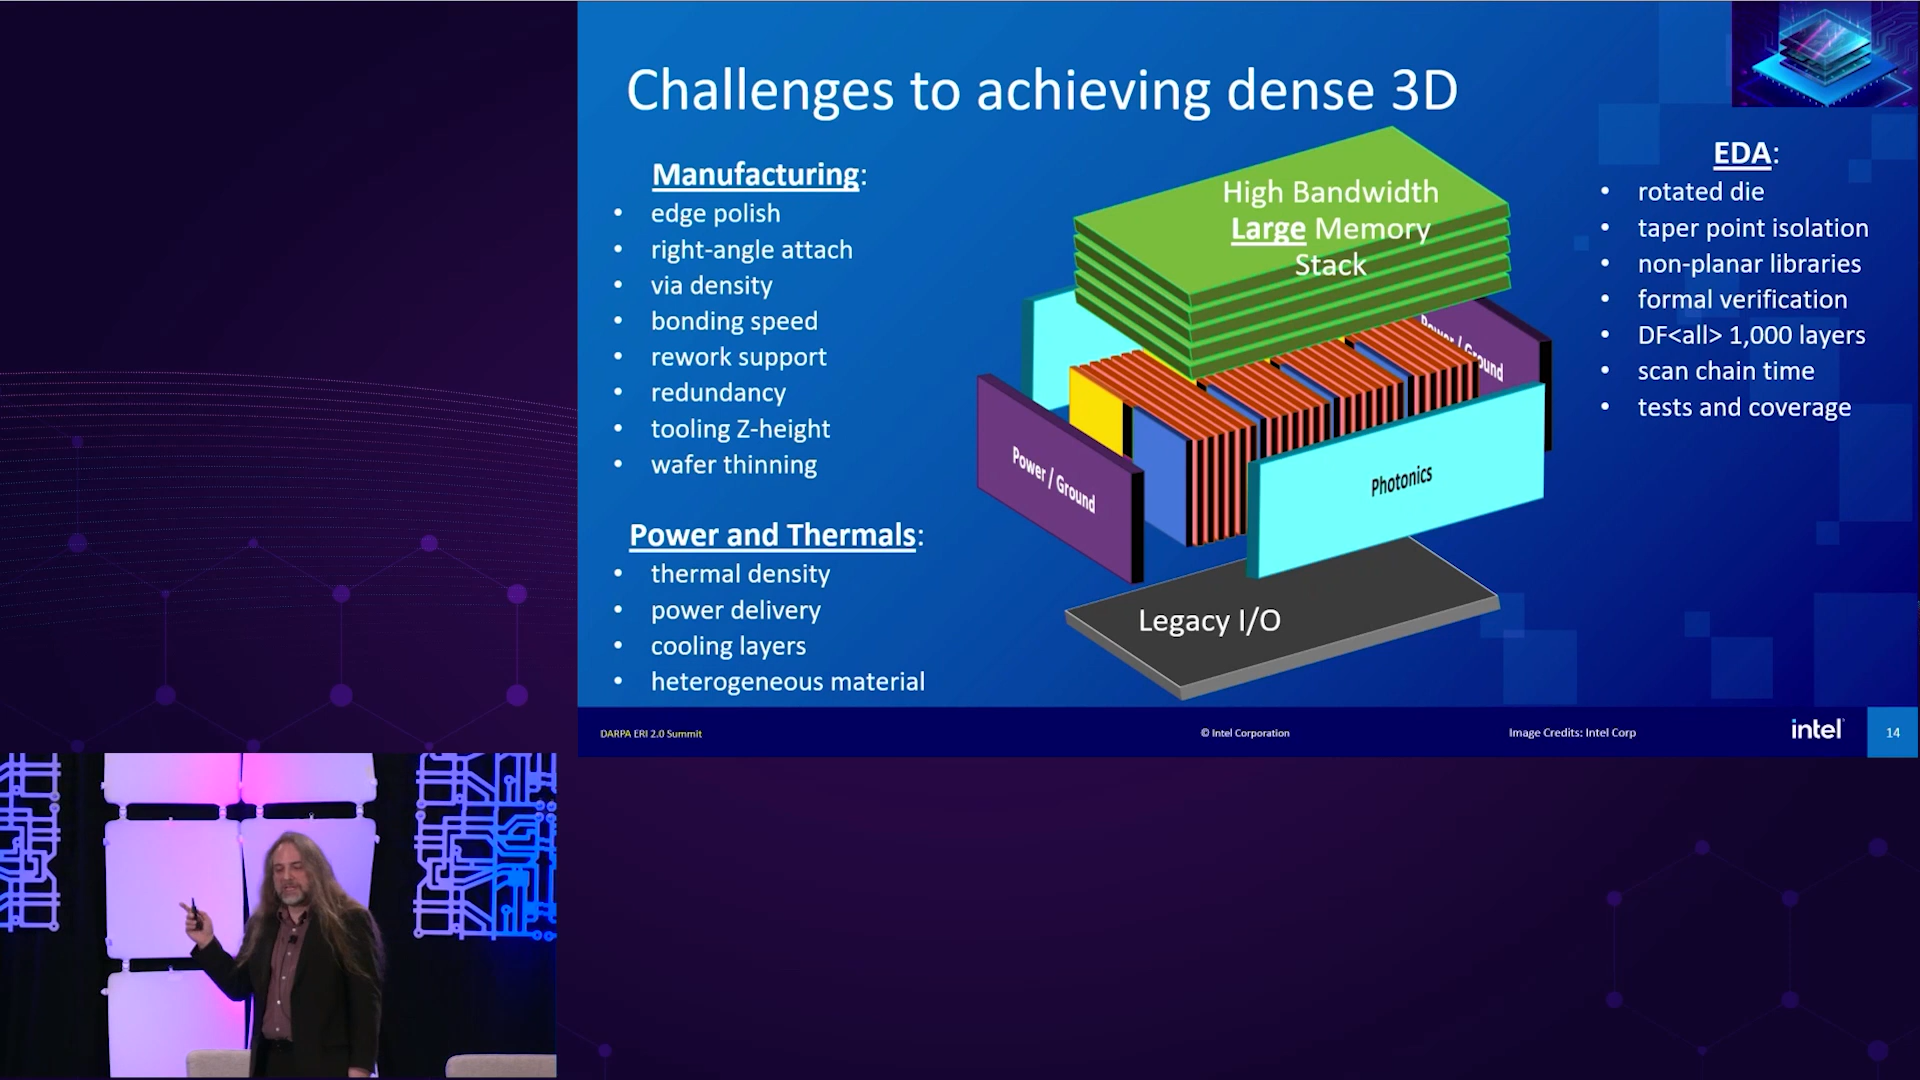 Challenges to achieving dense 3D
Manufacturing:
• edge polish
• right-angle attach
• via density
• bonding speed
• rework support
• redundancy
• tooling Z-height
• wafer thinning
Power and Thermals:
• thermal density
• power delivery
• cooling layers
• heterogeneous material
High Bandwidth
Large Memory
Stack
Power / Ground
Power / Ground
Photonics
Legacy I/O
EDA:
• rotated die
• taper point isolation
• non-planar libraries
• formal verification
• DF<all> 1,000 layers
• scan chain time
• tests and coverage
DARPA ERI 2.0 Summit
© Intel Corporation
Image Credits: Intel Corp
intel
14